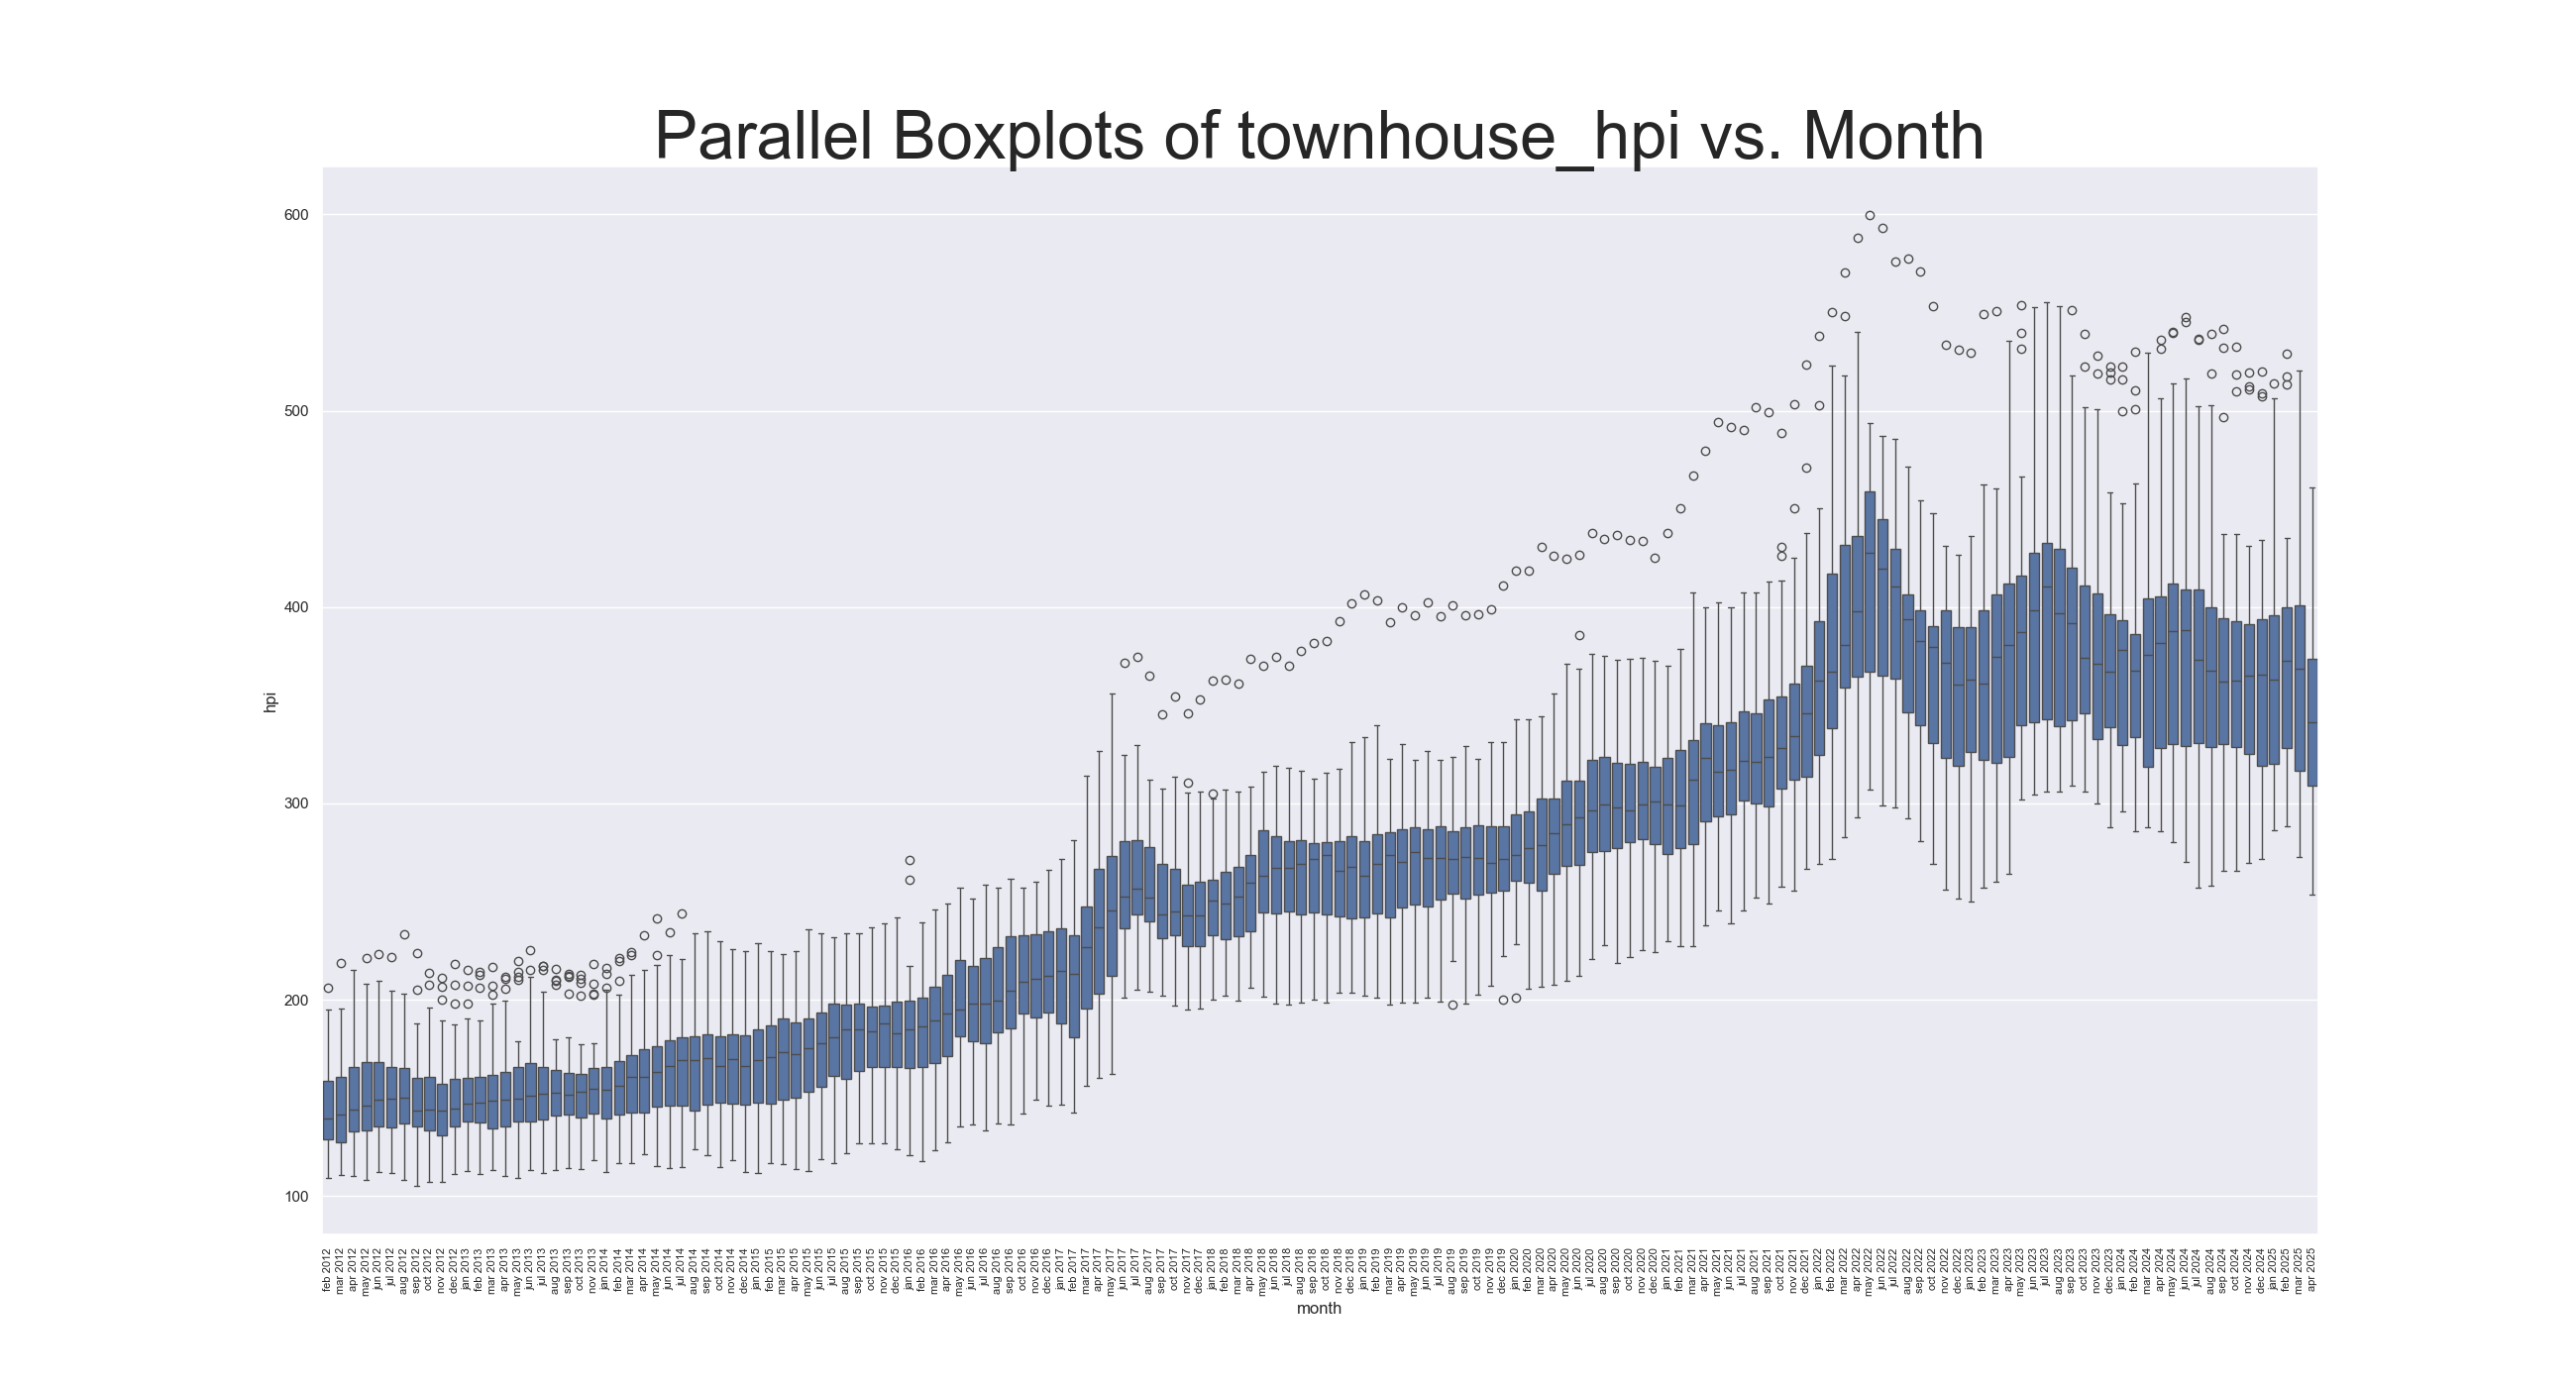 Parallel Boxplots of townhouse_hpi vs. Month
600
500
400
300
200
100
hpi
feb 2012
mar 2012
apr 2012
may 2012
jun 2012
jul 2012
aug 2012
sep 2012
oct 2012
nov 2012
dec 2012
jan 2013
feb 2013
mar 2013
apr 2013
may 2013
jun 2013
jul 2013
aug 2013
sep 2013
oct 2013
nov 2013
jan 2014
feb 2014
mar 2014
apr 2014
may 2014
jun 2014
jul 2014
aug 2014
sep 2014
oct 2014
nov 2014
dec 2014
jan 2015
feb 2015
mar 2015
apr 2015
may 2015
jun 2015
jul 2015
aug 2015
sep 2015
oct 2015
nov 2015
dec 2015
jan 2016
feb 2016
mar 2016
apr 2016
may 2016
jun 2016
jul 2016
aug 2016
sep 2016
oct 2016
nov 2016
dec 2016
jan 2017
feb 2017
mar 2017
apr 2017
may 2017
jun 2017
jul 2017
aug 2017
sep 2017
oct 2017
nov 2017
dec 2017
jan 2018
feb 2018
mar 2018
apr 2018
may 2018
jun 2018
jul 2018
aug 2018
sep 2018
oct 2018
nov 2018
dec 2018
jan 2019
feb 2019
mar 2019
apr 2019
may 2019
jun 2019
jul 2019
aug 2019
sep 2019
oct 2019
nov 2019
dec 2019
jan 2020
feb 2020
mar 2020
apr 2020
may 2020
jun 2020
jul 2020
aug 2020
sep 2020
oct 2020
nov 2020
dec 2020
jan 2021
feb 2021
mar 2021
apr 2021
may 2021
jun 2021
jul 2021
aug 2021
sep 2021
oct 2021
nov 2021
dec 2021
jan 2022
feb 2022
mar 2022
apr 2022
may 2022
jun 2022
jul 2022
aug 2022
sep 2022
oct 2022
nov 2022
dec 2022
jan 2023
feb 2023
mar 2023
apr 2023
may 2023
jun 2023
jul 2023
aug 2023
sep 2023
oct 2023
nov 2023
dec 2023
jan 2024
feb 2024
mar 2024
apr 2024
may 2024
jun 2024
jul 2024
aug 2024
sep 2024
oct 2024
nov 2024
dec 2024
jan 2025
feb 2025
mar 2025
apr 2025
month